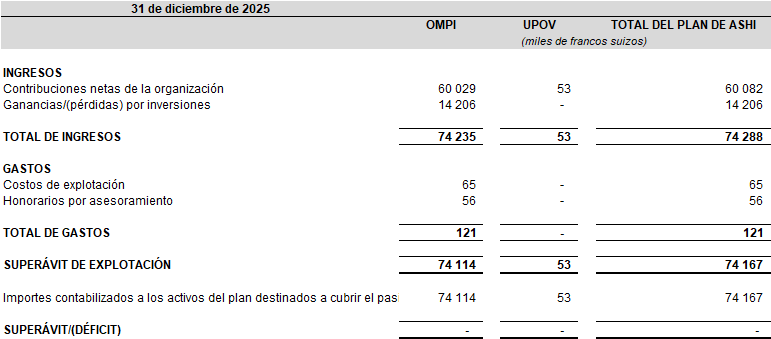 31 de diciembre de 2025
OMPI UPOV TOTAL DEL PLAN DE ASHI
(miles de francos suizos)
INGRESOS
Contribuciones netas de la organización 60 029 53 60 082
Ganancias/(pérdidas) por inversiones 14 206 - 14 206
TOTAL DE INGRESOS 74 235 53 74 288
GASTOS
Costos de explotación 65 - 65
Honorarios por asesoramiento 56 - 56
TOTAL DE GASTOS 121 - 121
SUPERÁVIT DE EXPLOTACIÓN 74 114 53 74 167
Importes contabilizados a los activos del plan destinados a cubrir el pasi 74 114 53 74 167
SUPERÁVIT/(DÉFICIT) - - -